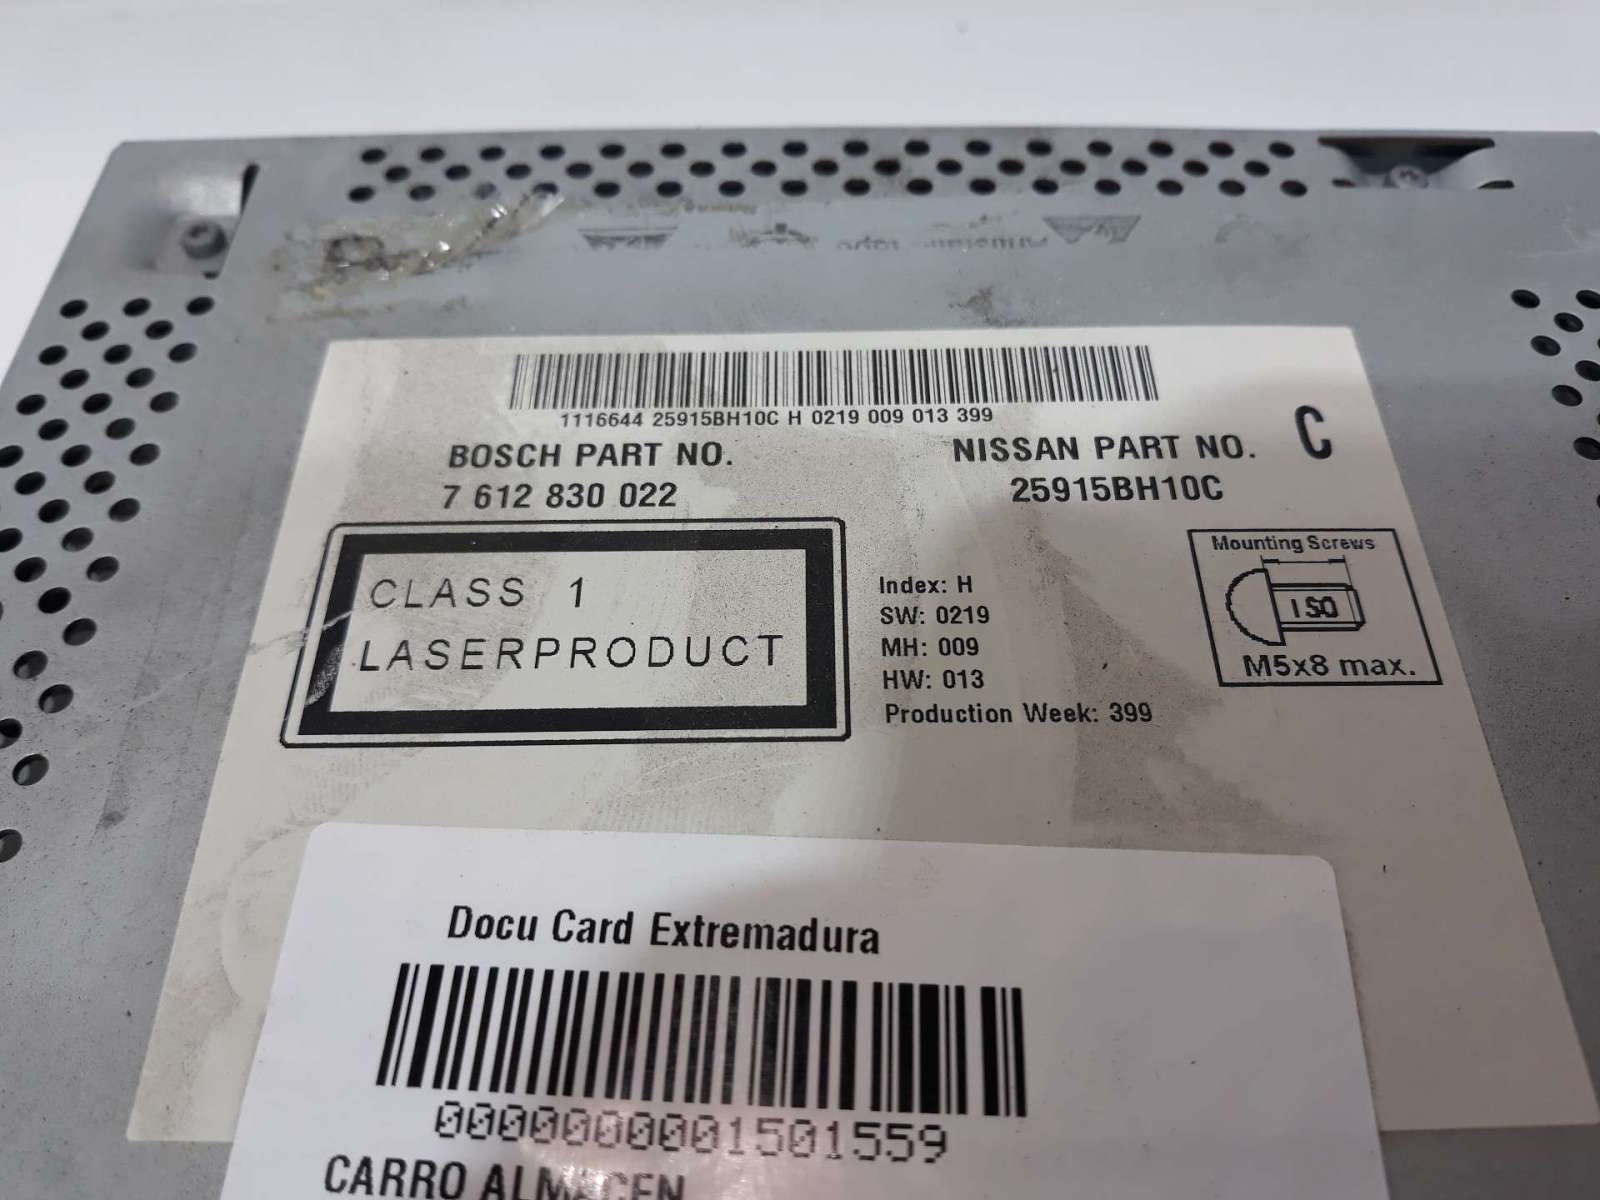 1116644 25915BH10C H 0219 009 013 399
BOSCH PART NO.
7 612 830 022
NISSAN PART NO.
25915BH10C
C
CLASS 1
LASERPRODUCT
Index: H
SW: 0219
MH: 009
HW: 013
Production Week: 399
Mounting Screws
ISO
M5x8 max.
Docu Card Extremadura
0000000001501559
CARRO ALMACEN